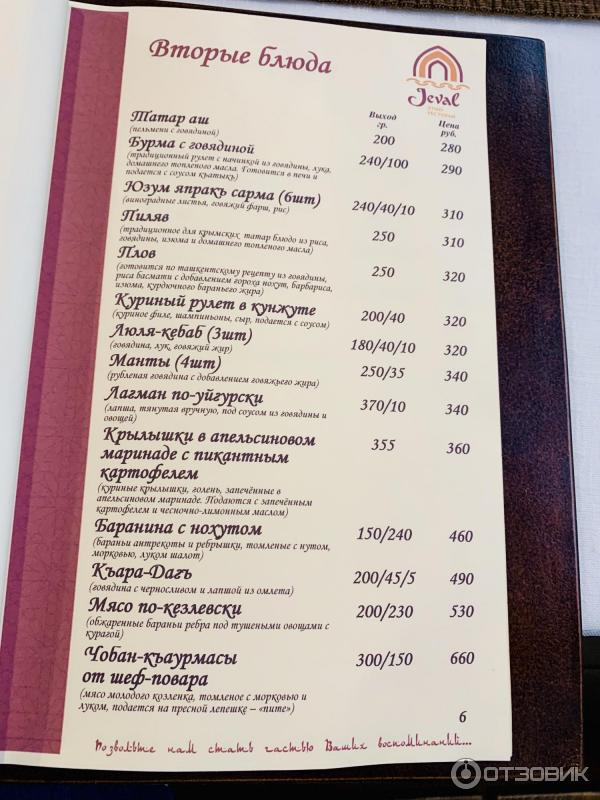 Вторые блюда
Jeval
Выход гр.
Цена руб.
Татар аш 200 280
(пельмени с говядиной)
Бурма с говядиной 240/100 290
(традиционный рулет с начинкой из говядины, лука,
домашнего топленого масла. Готовится в печи и
подается с соусом къатыкъ)
Юзум япракъ сарма (6шт) 240/40/10 310
(виноградные листья, говяжий фарш, рис)
Пиляв 250 310
(традиционное для крымских татар блюдо из риса,
говядины, изюма и домашнего топленого масла)
Плов 250 320
(готовится по ташкентскому рецепту из говядины,
риса басмати с добавлением гороха нохут, барбариса,
изюма, курдючного бараньего жира)
Куриный рулет в кунжуте 200/40 320
(куриное филе, шампиньоны, сыр, подается с соусом)
Люля-кебаб (3шт) 180/40/10 320
(говядина, лук, говяжий жир)
Манты (4шт) 250/35 340
(рубленая говядина с добавлением говяжьего жира)
Лагман по-уйгурски 370/10 340
(лапша, тянутая вручную, под соусом из говядины и
овощей)
Крылышки в апельсиновом 355 360
маринаде с пикантным
картофелем
(куриные крылышки, голень, запечённые в
апельсиновом маринаде. Подаются с запечённым
картофелем и чесночно-лимонным маслом)
Баранина с нохутом 150/240 460
(бараньи антрекоты и ребрышки, томленые с нутом,
морковью, луком шалот)
Къара-Дагъ 200/45/5 490
(говядина с черносливом и лапшой из омлета)
Мясо по-кезлевски 200/230 530
(обжаренные бараньи ребра под тушеными овощами с
курагой)
Чобан-къаурмасы 300/150 660
от шеф-повара
(мясо молодого козленка, томленое с морковью и
луком, подается на пресной лепешке – «пите»)
6
Позвольте нам стать частью Ваших воспоминаний...
ОТЗОВИК